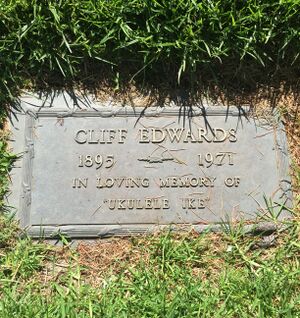 CLIFF EDWARDS
1895 1971
IN LOVING MEMORY OF
"UKULELE IKE"